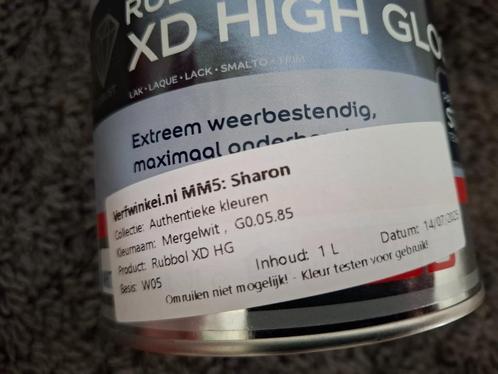 XD HIGH GLO
LAK • LAQUE • LACK • SMALTO • TRIM
Extreem weerbestendig,
maximaal
Verfwinkel.nl MM5: Sharon
Collectie: Authentieke kleuren
Kleurnaam: Mergelwit , G0.05.85
Product: Rubbol XD HG
Basis: W05 Inhoud: 1 L Datum: 14/07/2025
Omruilen niet mogelijk! - Kleur testen voor gebruik!